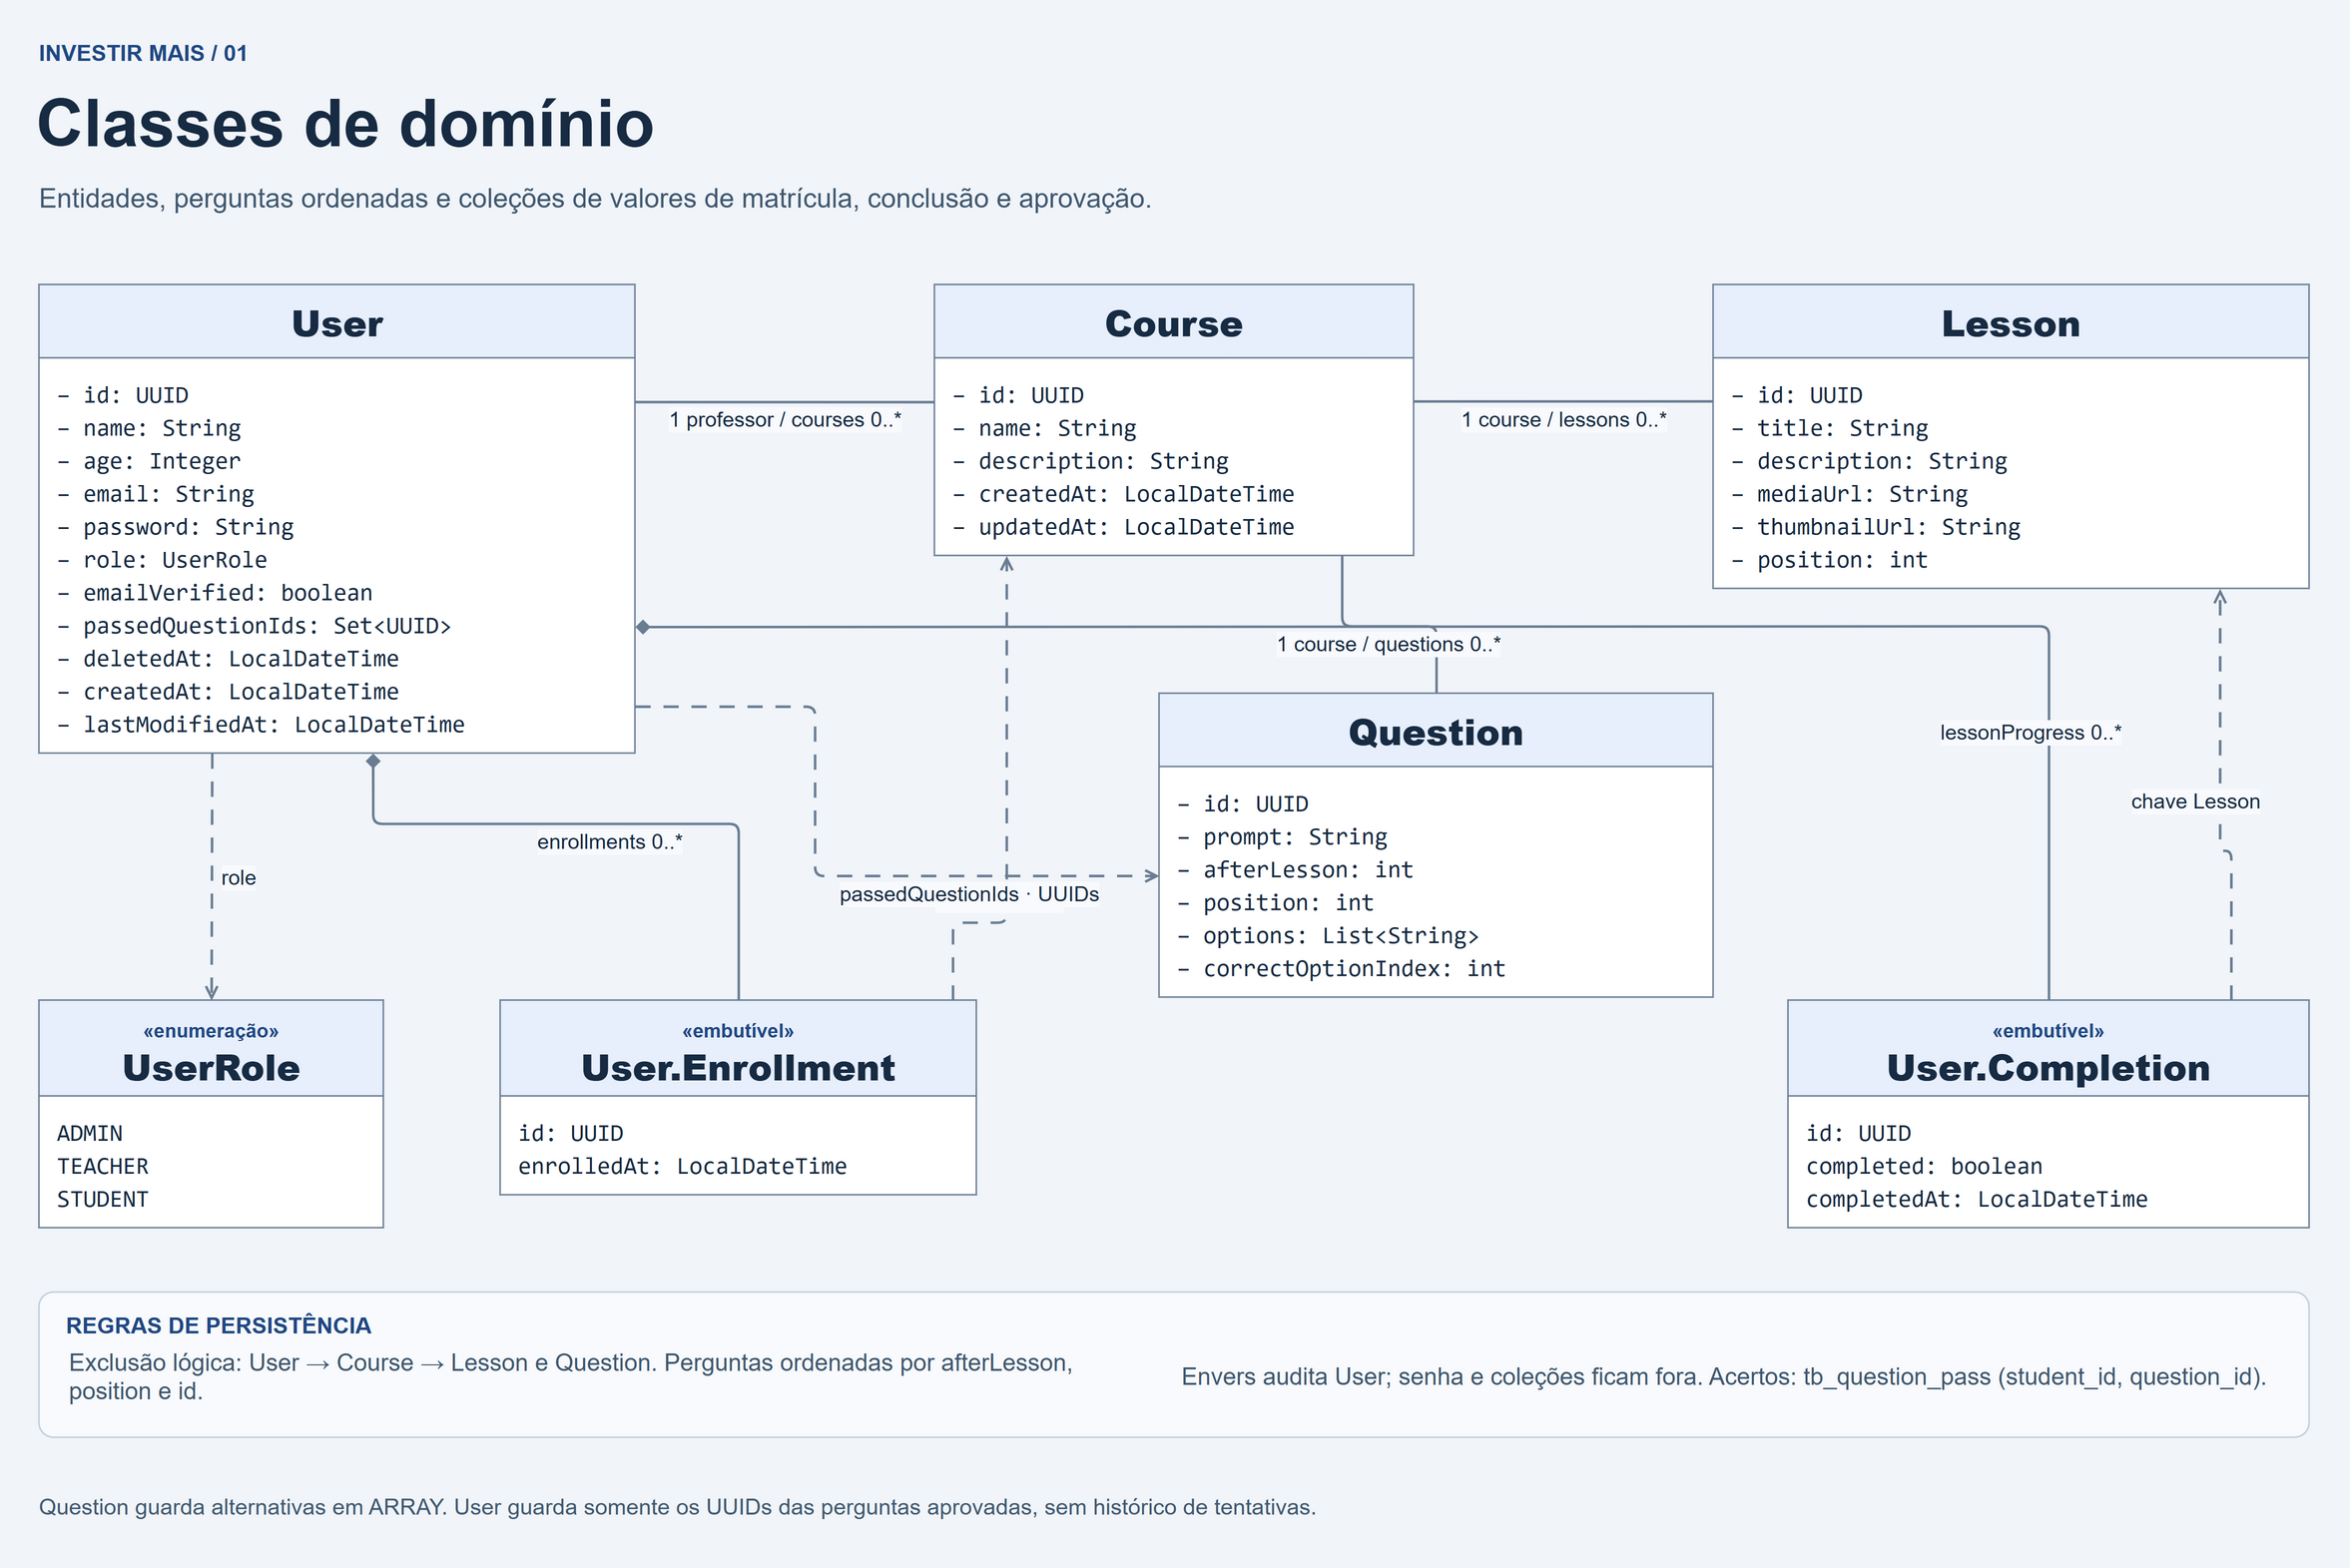 INVESTIR MAIS / 01
Classes de domínio
Entidades, perguntas ordenadas e coleções de valores de matrícula, conclusão e aprovação.
User
– id: UUID
– name: String
– age: Integer
– email: String
– password: String
– role: UserRole
– emailVerified: boolean
– passedQuestionIds: Set<UUID>
– deletedAt: LocalDateTime
– createdAt: LocalDateTime
– lastModifiedAt: LocalDateTime
1 professor / courses 0..*
Course
– id: UUID
– name: String
– description: String
– createdAt: LocalDateTime
– updatedAt: LocalDateTime
1 course / lessons 0..*
Lesson
– id: UUID
– title: String
– description: String
– mediaUrl: String
– thumbnailUrl: String
– position: int
1 course / questions 0..*
Question
– id: UUID
– prompt: String
– afterLesson: int
– position: int
– options: List<String>
– correctOptionIndex: int
lessonProgress 0..*
chave Lesson
enrollments 0..*
role
passedQuestionIds · UUIDs
«enumeração»
UserRole
ADMIN
TEACHER
STUDENT
«embutível»
User.Enrollment
id: UUID
enrolledAt: LocalDateTime
«embutível»
User.Completion
id: UUID
completed: boolean
completedAt: LocalDateTime
REGRAS DE PERSISTÊNCIA
Exclusão lógica: User → Course → Lesson e Question. Perguntas ordenadas por afterLesson,
position e id.
Envers audita User; senha e coleções ficam fora. Acertos: tb_question_pass (student_id, question_id).
Question guarda alternativas em ARRAY. User guarda somente os UUIDs das perguntas aprovadas, sem histórico de tentativas.